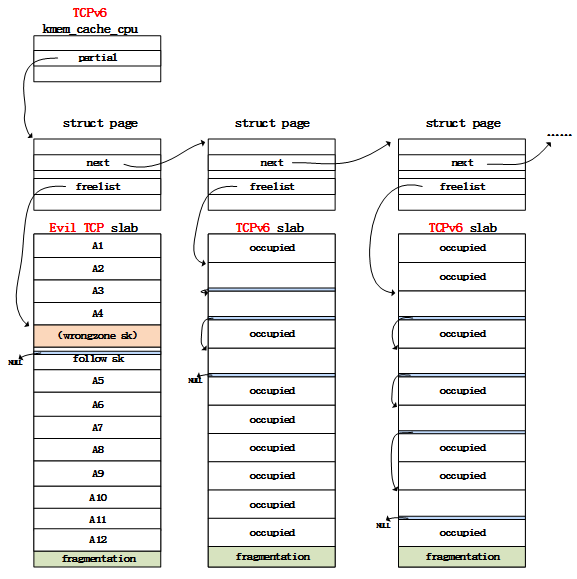 TCPv6
kmem_cache_cpu
partial
struct page
next
freelist
Evil TCP slab
A1
A2
A3
A4
(wrongzone sk)
NULL
follow sk
A5
A6
A7
A8
A9
A10
A11
A12
fragmentation
struct page
next
freelist
TCPv6 slab
occupied
occupied
NULL
occupied
occupied
occupied
occupied
occupied
occupied
fragmentation
struct page
next
freelist
TCPv6 slab
occupied
occupied
occupied
occupied
occupied
occupied
NULL
occupied
fragmentation
......